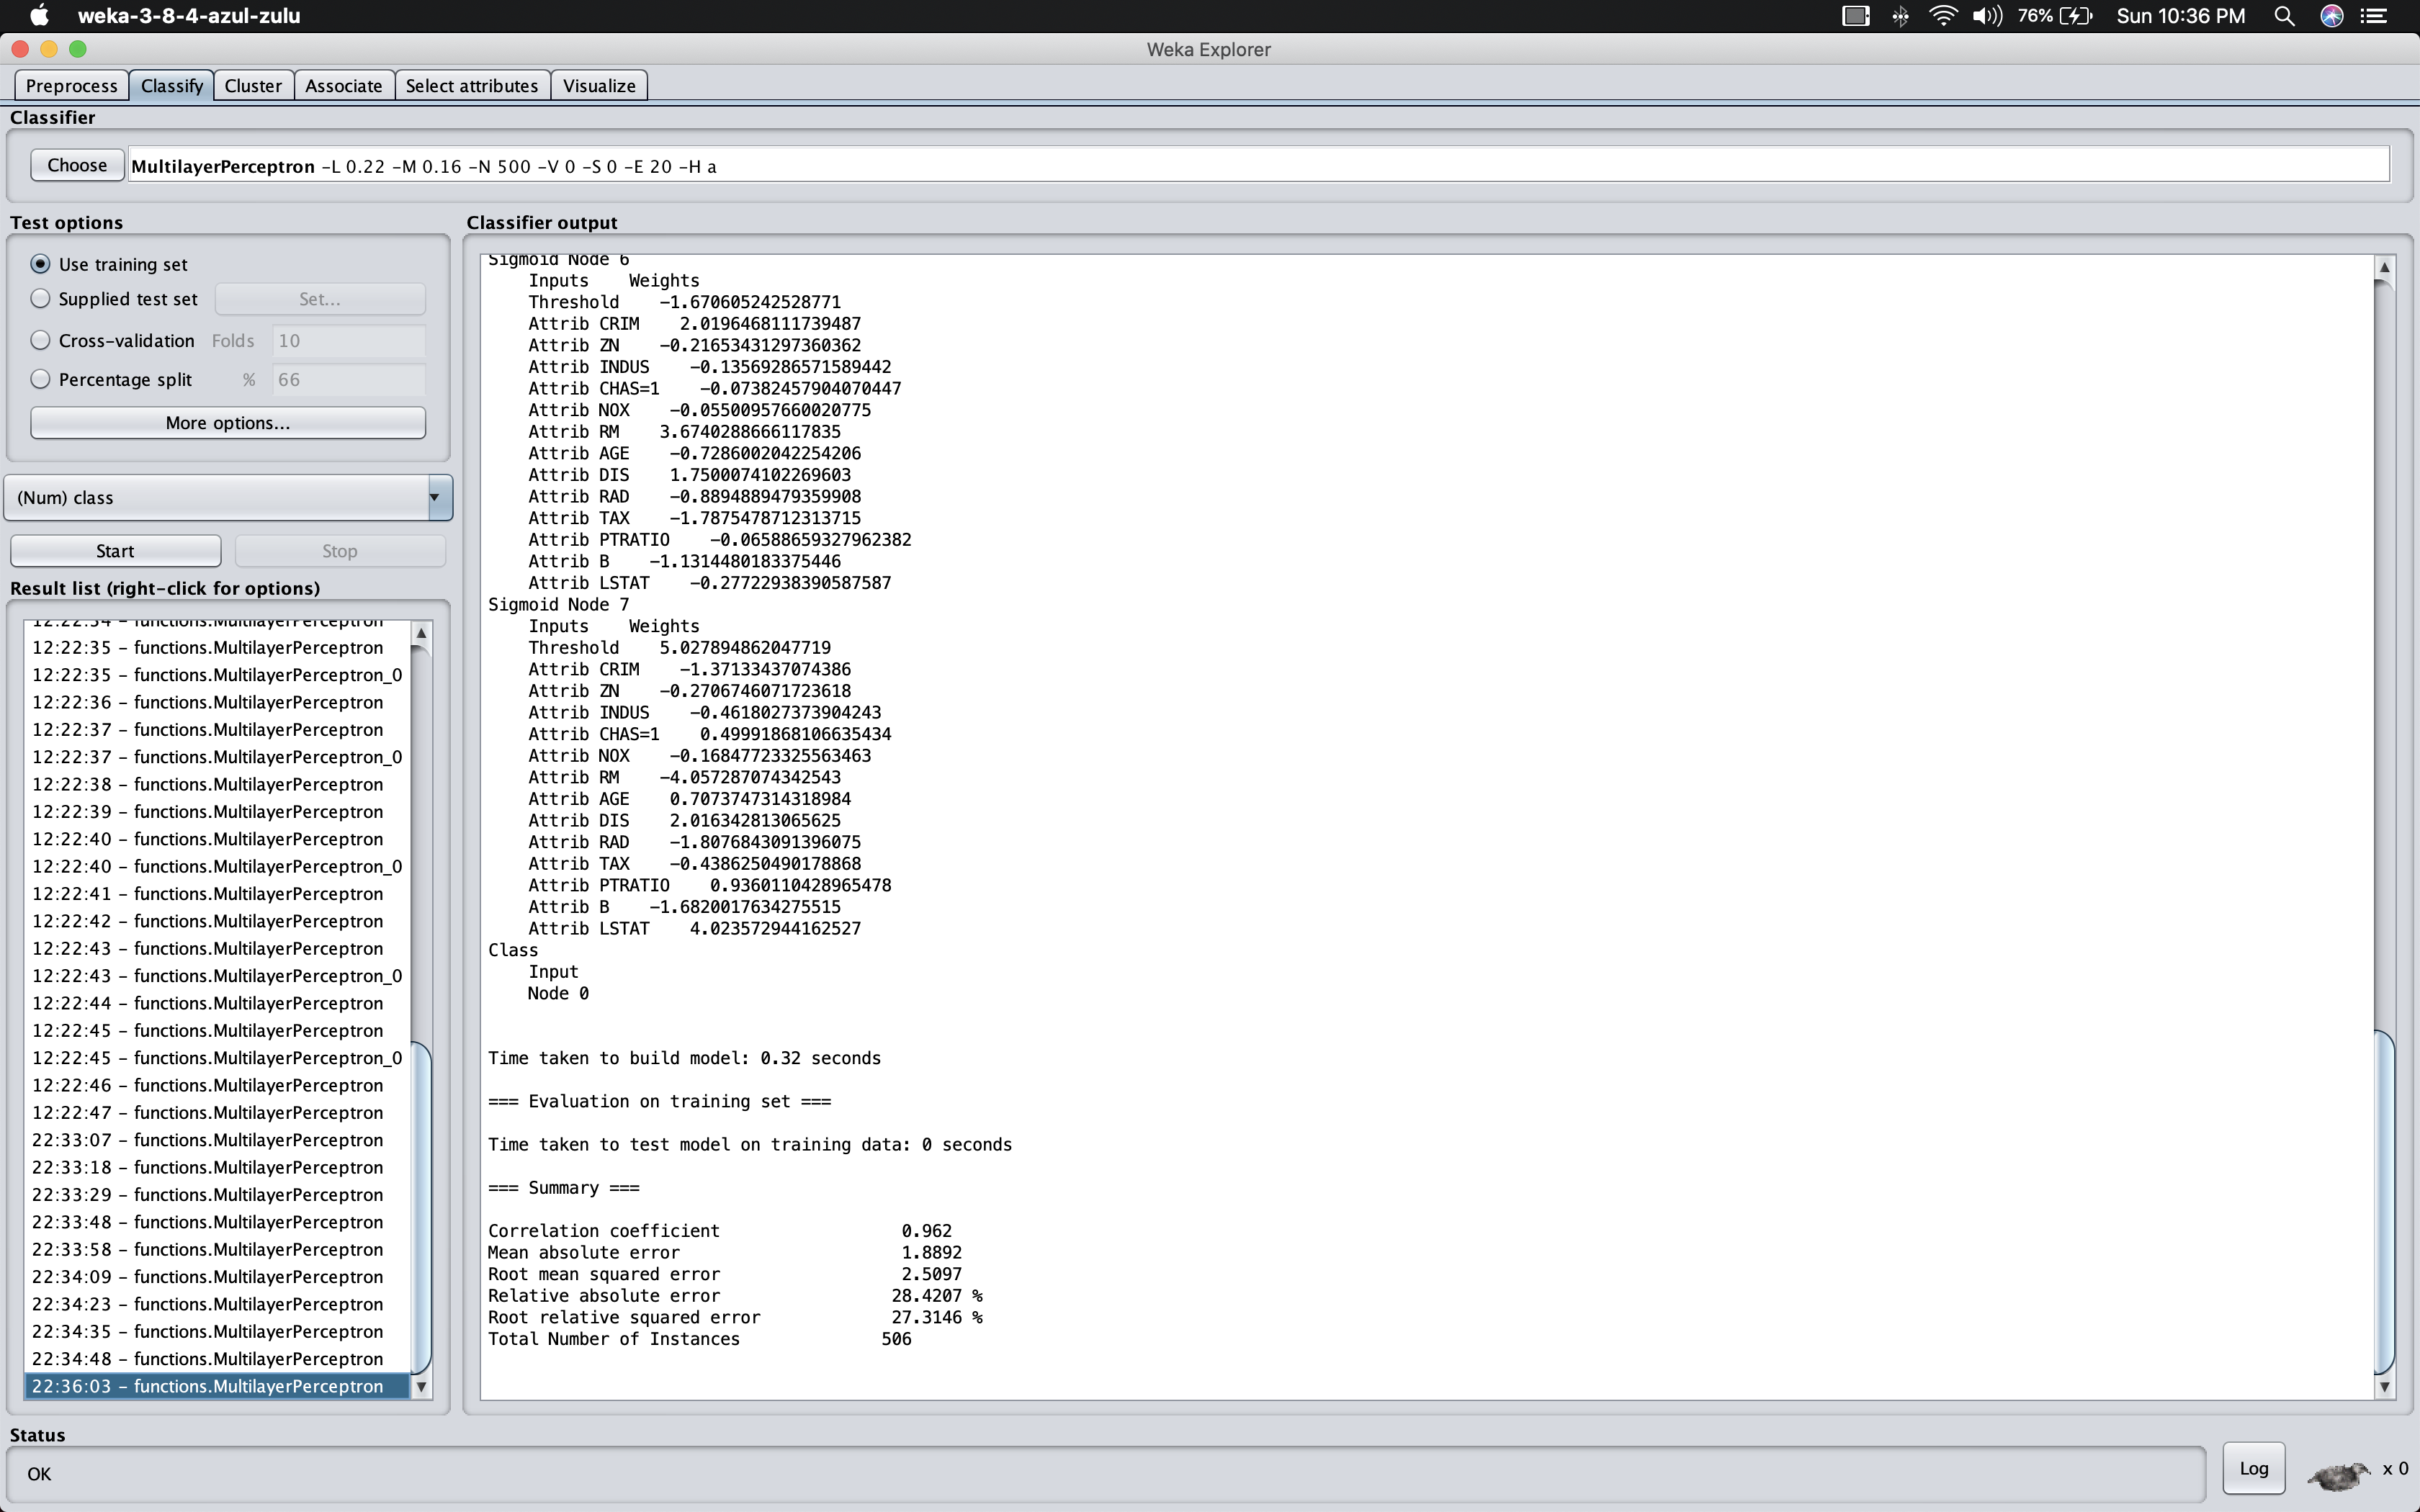 weka-3-8-4-azul-zulu
76%
Sun 10:36 PM
Weka Explorer
Preprocess Classify Cluster Associate Select attributes Visualize
Classifier
Choose MultilayerPerceptron -L 0.22 -M 0.16 -N 500 -V 0 -S 0 -E 20 -H a
Test options
Use training set
Supplied test set Set...
Cross-validation Folds 10
Percentage split % 66
More options...
(Num) class
Start Stop
Result list (right-click for options)
12:22:34 - functions.MultilayerPerceptron
12:22:35 - functions.MultilayerPerceptron
12:22:35 - functions.MultilayerPerceptron_0
12:22:36 - functions.MultilayerPerceptron
12:22:37 - functions.MultilayerPerceptron
12:22:37 - functions.MultilayerPerceptron_0
12:22:38 - functions.MultilayerPerceptron
12:22:39 - functions.MultilayerPerceptron
12:22:40 - functions.MultilayerPerceptron
12:22:40 - functions.MultilayerPerceptron_0
12:22:41 - functions.MultilayerPerceptron
12:22:42 - functions.MultilayerPerceptron
12:22:43 - functions.MultilayerPerceptron
12:22:43 - functions.MultilayerPerceptron_0
12:22:44 - functions.MultilayerPerceptron
12:22:45 - functions.MultilayerPerceptron
12:22:45 - functions.MultilayerPerceptron_0
12:22:46 - functions.MultilayerPerceptron
12:22:47 - functions.MultilayerPerceptron
22:33:07 - functions.MultilayerPerceptron
22:33:18 - functions.MultilayerPerceptron
22:33:29 - functions.MultilayerPerceptron
22:33:48 - functions.MultilayerPerceptron
22:33:58 - functions.MultilayerPerceptron
22:34:09 - functions.MultilayerPerceptron
22:34:23 - functions.MultilayerPerceptron
22:34:35 - functions.MultilayerPerceptron
22:34:48 - functions.MultilayerPerceptron
22:36:03 - functions.MultilayerPerceptron
Classifier output
Sigmoid Node 6
Inputs Weights
Threshold -1.670605242528771
Attrib CRIM 2.0196468111739487
Attrib ZN -0.21653431297360362
Attrib INDUS -0.13569286571589442
Attrib CHAS=1 -0.07382457904070447
Attrib NOX -0.05500957660020775
Attrib RM 3.6740288666117835
Attrib AGE -0.7286002042254206
Attrib DIS 1.7500074102269603
Attrib RAD -0.8894889479359908
Attrib TAX -1.7875478712313715
Attrib PTRATIO -0.06588659327962382
Attrib B -1.1314480183375446
Attrib LSTAT -0.27722938390587587
Sigmoid Node 7
Inputs Weights
Threshold 5.027894862047719
Attrib CRIM -1.37133437074386
Attrib ZN -0.2706746071723618
Attrib INDUS -0.4618027373904243
Attrib CHAS=1 0.49991868106635434
Attrib NOX -0.16847723325563463
Attrib RM -4.057287074342543
Attrib AGE 0.7073747314318984
Attrib DIS 2.016342813065625
Attrib RAD -1.8076843091396075
Attrib TAX -0.4386250490178868
Attrib PTRATIO 0.9360110428965478
Attrib B -1.6820017634275515
Attrib LSTAT 4.023572944162527
Class
Input
Node 0
Time taken to build model: 0.32 seconds
=== Evaluation on training set ===
Time taken to test model on training data: 0 seconds
=== Summary ===
Correlation coefficient 0.962
Mean absolute error 1.8892
Root mean squared error 2.5097
Relative absolute error 28.4207 %
Root relative squared error 27.3146 %
Total Number of Instances 506
Status
OK
Log
x 0